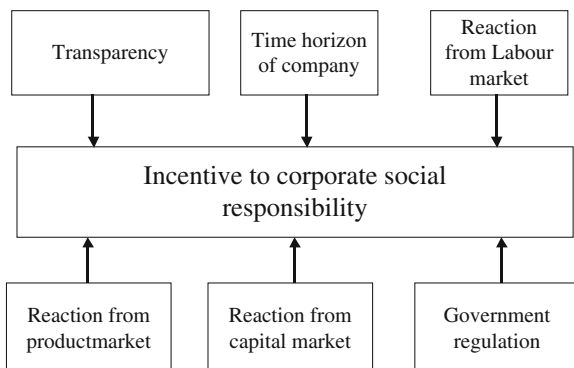 Transparency
Time horizon
of company
Reaction
from Labour
market
Incentive to corporate social
responsibility
Reaction from
productmarket
Reaction from
capital market
Government
regulation